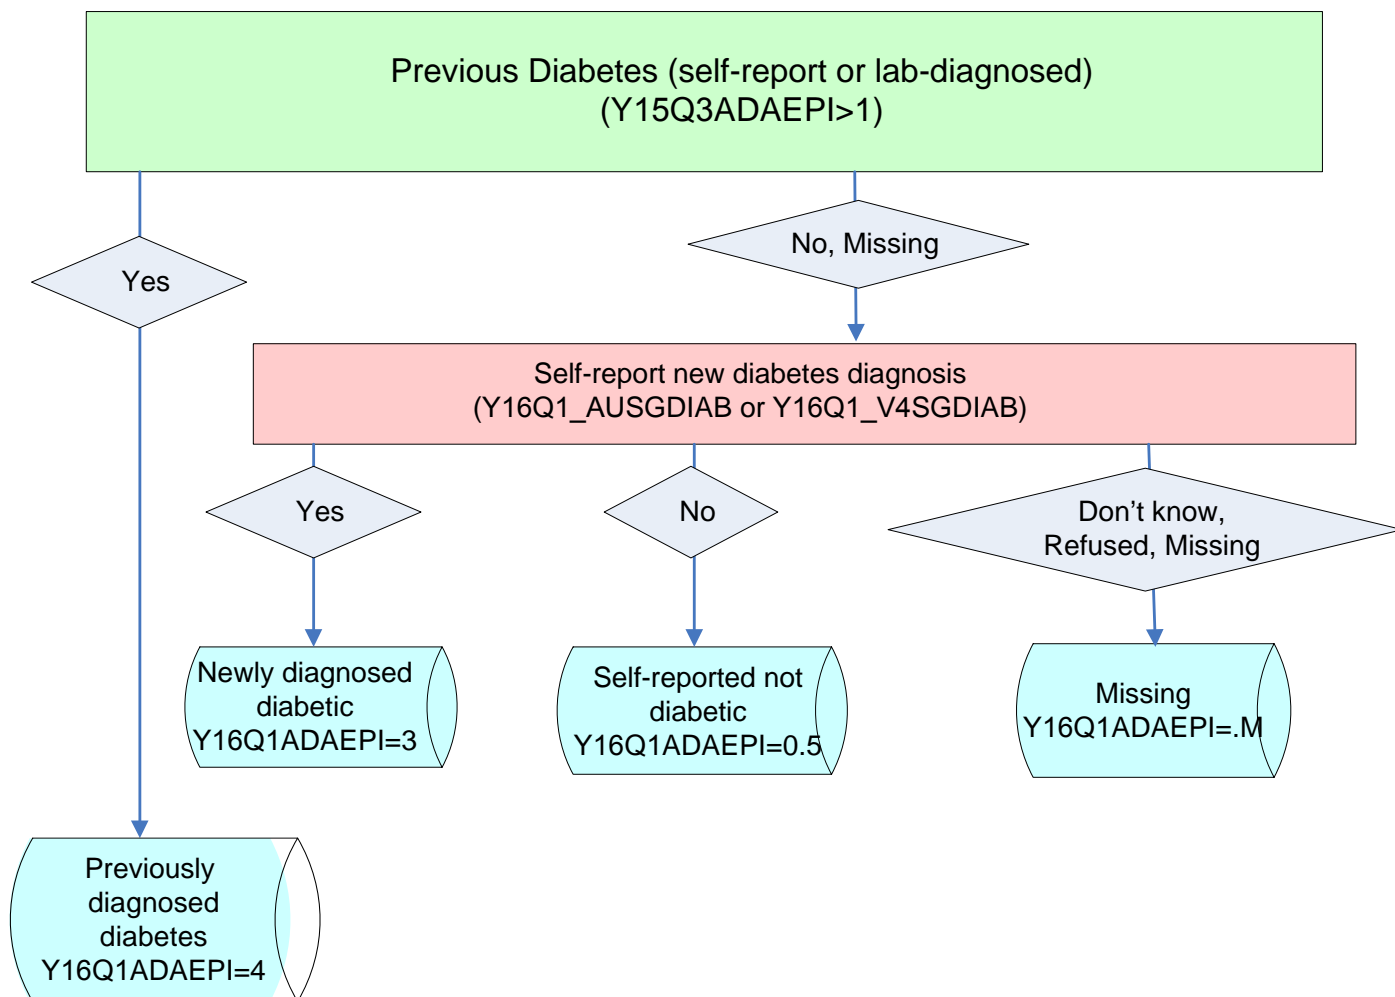 Previous Diabetes (self-report or lab-diagnosed)
(Y15Q3ADAEPI>1)
Yes
No, Missing
Self-report new diabetes diagnosis
(Y16Q1_AUSGDIAB or Y16Q1_V4SGDIAB)
Yes
No
Don’t know,
Refused, Missing
Newly diagnosed
diabetic
Y16Q1ADAEPI=3
Self-reported not
diabetic
Y16Q1ADAEPI=0.5
Missing
Y16Q1ADAEPI=.M
Previously
diagnosed
diabetes
Y16Q1ADAEPI=4